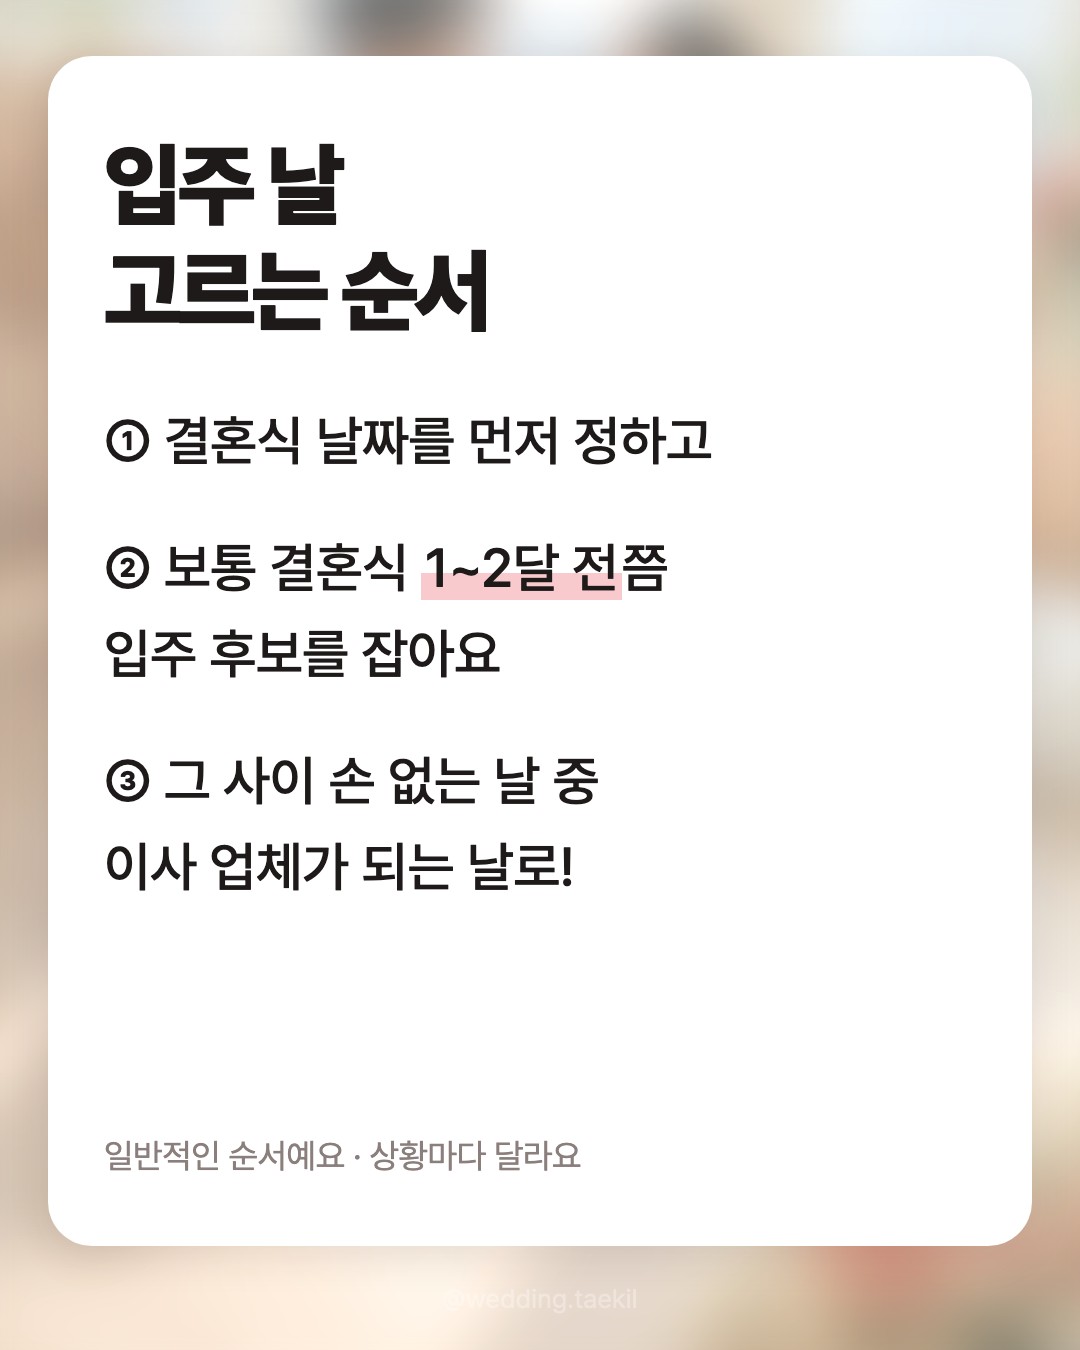 입주 날
고르는 순서
① 결혼식 날짜를 먼저 정하고
② 보통 결혼식 1~2달 전쯤
입주 후보를 잡아요
③ 그 사이 손 없는 날 중
이사 업체가 되는 날로!
일반적인 순서예요 · 상황마다 달라요
@wedding.taekil